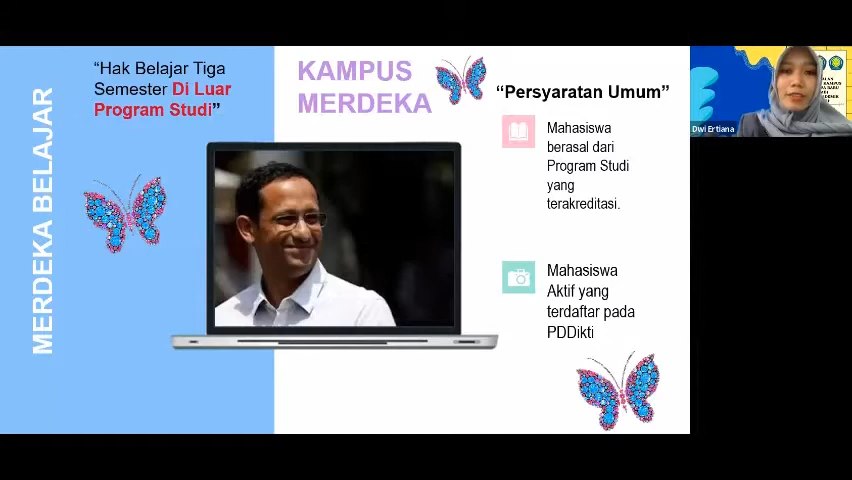 MERDEKA BELAJAR
“Hak Belajar Tiga
Semester Di Luar
Program Studi”
KAMPUS
MERDEKA
“Persyaratan Umum”
Mahasiswa
berasal dari
Program Studi
yang
terakreditasi.
Mahasiswa
Aktif yang
terdaftar pada
PDDikti
Dwi Ertiana